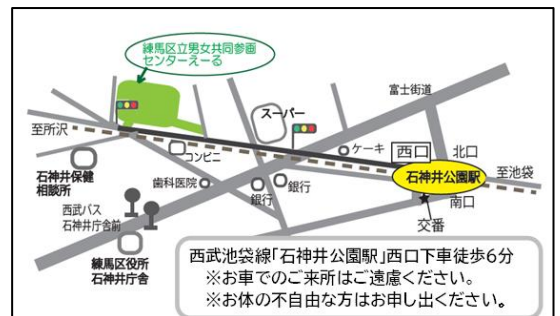 練馬区立男女共同参画
センターえーる
富士街道
スーパー
至所沢
コンビニ
ケーキ
西口
北口
石神井公園駅
至池袋
石神井保健
相談所
歯科医院
銀行
銀行
南口
交番
西武バス
石神井庁舎前
練馬区役所
石神井庁舎
西武池袋線「石神井公園駅」西口下車徒歩6分
※お車でのご来所はご遠慮ください。
※お体の不自由な方はお申し出ください。